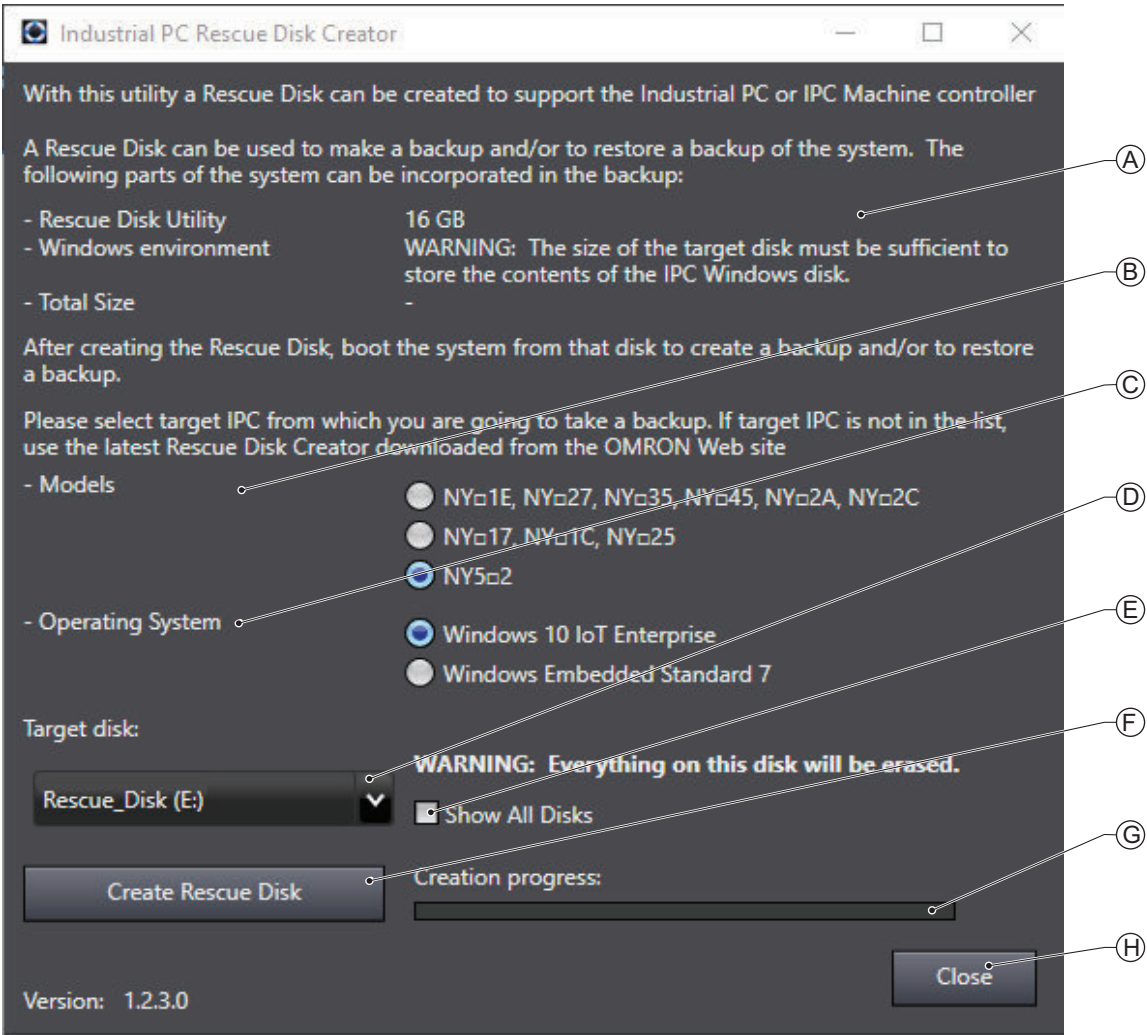 Industrial PC Rescue Disk Creator
With this utility a Rescue Disk can be created to support the Industrial PC or IPC Machine controller
A Rescue Disk can be used to make a backup and/or to restore a backup of the system.  The
following parts of the system can be incorporated in the backup:
A
- Rescue Disk Utility 16 GB
- Windows environment WARNING:  The size of the target disk must be sufficient to
store the contents of the IPC Windows disk.
B
- Total Size -
After creating the Rescue Disk, boot the system from that disk to create a backup and/or to restore
a backup.
C
Please select target IPC from which you are going to take a backup. If target IPC is not in the list,
use the latest Rescue Disk Creator downloaded from the OMRON Web site
- Models
NY□1E, NY□27, NY□35, NY□45, NY□2A, NY□2C
D
NY□17, NY□1C, NY□25
NY5□2
E
- Operating System
Windows 10 IoT Enterprise
Windows Embedded Standard 7
F
Target disk:
WARNING:  Everything on this disk will be erased.
Rescue_Disk (E:)
Show All Disks
G
Create Rescue Disk
Creation progress:
H
Close
Version:   1.2.3.0